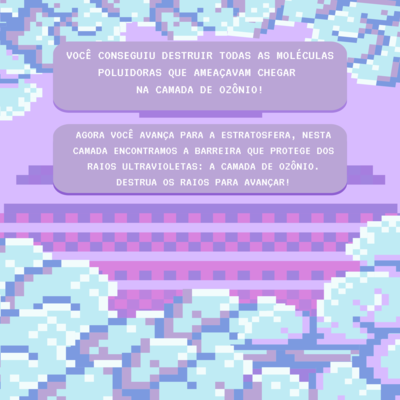 VOCÊ CONSEGUIU DESTRUIR TODAS AS MOLÉCULAS
POLUIDORAS QUE AMEAÇAVAM CHEGAR
NA CAMADA DE OZÔNIO!
AGORA VOCÊ AVANÇA PARA A ESTRATOSFERA, NESTA
CAMADA ENCONTRAMOS A BARREIRA QUE PROTEGE DOS
RAIOS ULTRAVIOLETAS: A CAMADA DE OZÔNIO.
DESTRUA OS RAIOS PARA AVANÇAR!